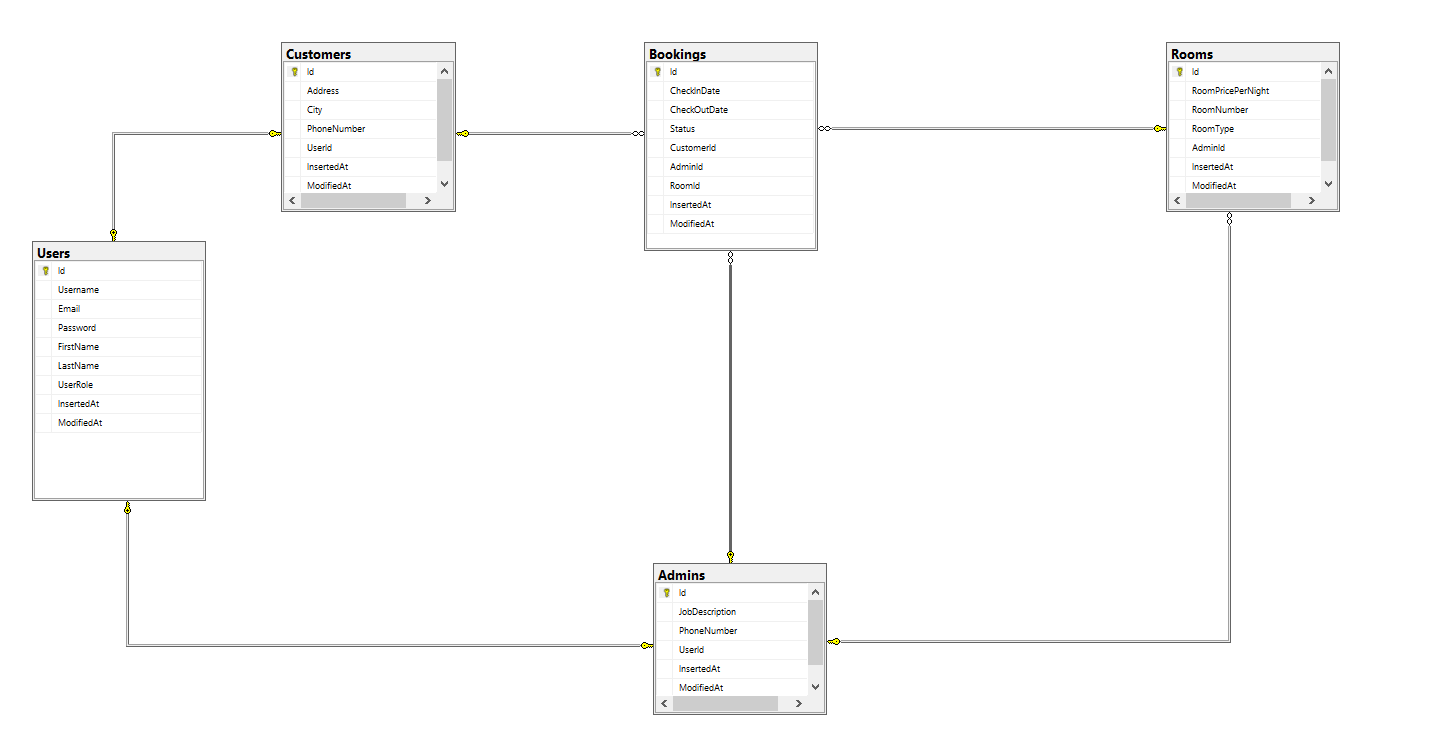 Customers
Id
Address
City
PhoneNumber
UserId
InsertedAt
ModifiedAt
Bookings
Id
CheckInDate
CheckOutDate
Status
CustomerId
AdminId
RoomId
InsertedAt
ModifiedAt
Rooms
Id
RoomPricePerNight
RoomNumber
RoomType
AdminId
InsertedAt
ModifiedAt
Users
Id
Username
Email
Password
FirstName
LastName
UserRole
InsertedAt
ModifiedAt
Admins
Id
JobDescription
PhoneNumber
UserId
InsertedAt
ModifiedAt